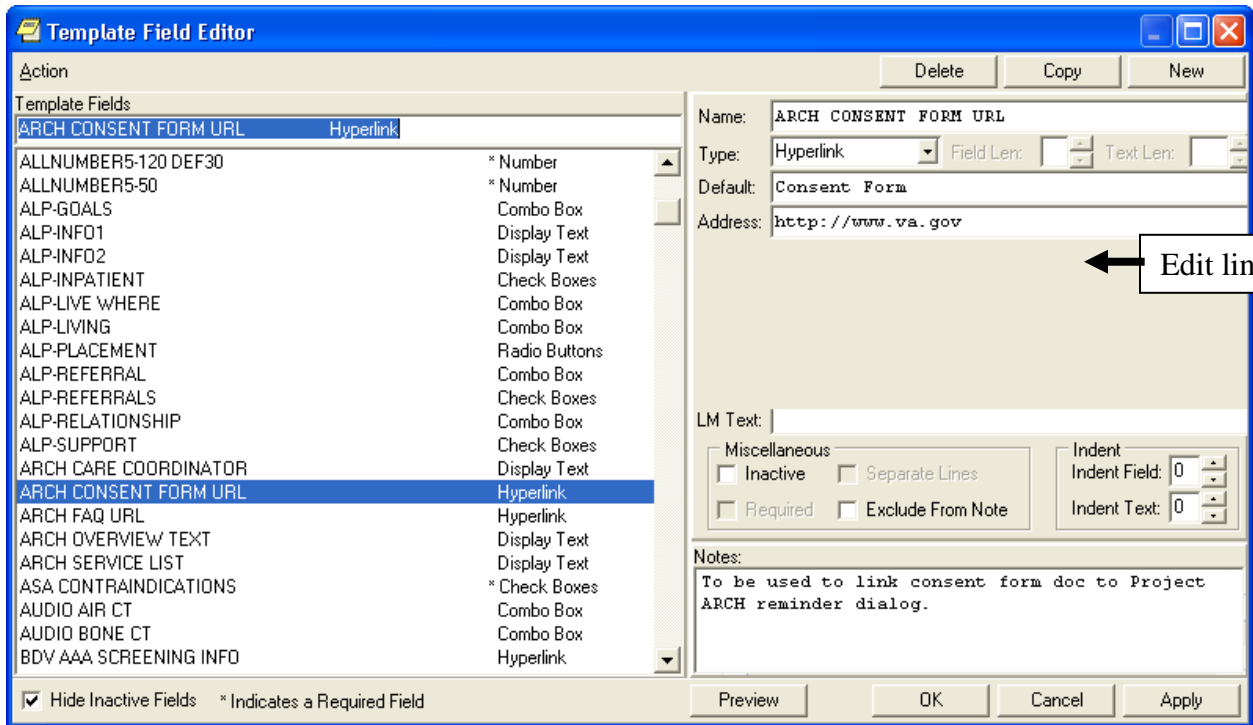 Template Field Editor
Action
Delete Copy New
Template Fields
ARCH CONSENT FORM URL Hyperlink
ALLNUMBER5-120 DEF30 * Number
ALLNUMBER5-50 * Number
ALP-GOALS Combo Box
ALP-INFO1 Display Text
ALP-INFO2 Display Text
ALP-INPATIENT Check Boxes
ALP-LIVE WHERE Combo Box
ALP-LIVING Combo Box
ALP-PLACEMENT Radio Buttons
ALP-REFERRAL Combo Box
ALP-REFERRALS Check Boxes
ALP-RELATIONSHIP Combo Box
ALP-SUPPORT Check Boxes
ARCH CARE COORDINATOR Display Text
ARCH CONSENT FORM URL Hyperlink
ARCH FAQ URL Hyperlink
ARCH OVERVIEW TEXT Display Text
ARCH SERVICE LIST Display Text
ASA CONTRAINDICATIONS * Check Boxes
AUDIO AIR CT Combo Box
AUDIO BONE CT Combo Box
BDV AAA SCREENING INFO Hyperlink
Name: ARCH CONSENT FORM URL
Type: Hyperlink Field Len: Text Len:
Default: Consent Form
Address: http://www.va.gov
Edit lin
LM Text:
Miscellaneous
Inactive Separate Lines
Required Exclude From Note
Indent
Indent Field: 0
Indent Text: 0
Notes:
To be used to link consent form doc to Project
ARCH reminder dialog.
Hide Inactive Fields * Indicates a Required Field
Preview OK Cancel Apply